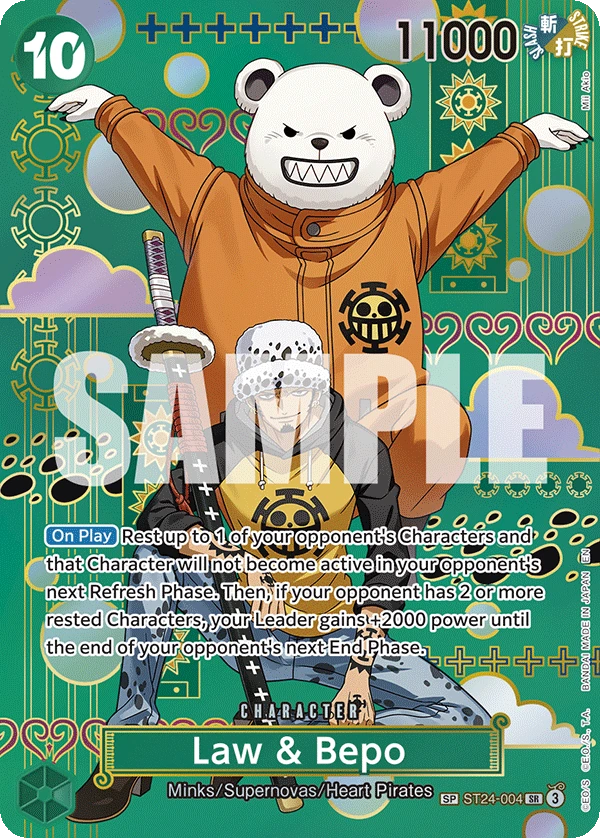 10
11000
斬
打
SLASH
STRIKE
Mii Akio
SAMPLE
On Play Rest up to 1 of your opponent's Characters and
that Character will not become active in your opponent's
next Refresh Phase. Then, if your opponent has 2 or more
rested Characters, your Leader gains +2000 power until
the end of your opponent's next End Phase.
©E.O/S. ©E.O./S., T.A. BANDAI MADE IN JAPAN EN
CHARACTER
Law & Bepo
Minks/Supernovas/Heart Pirates
SP ST24-004 SR 3